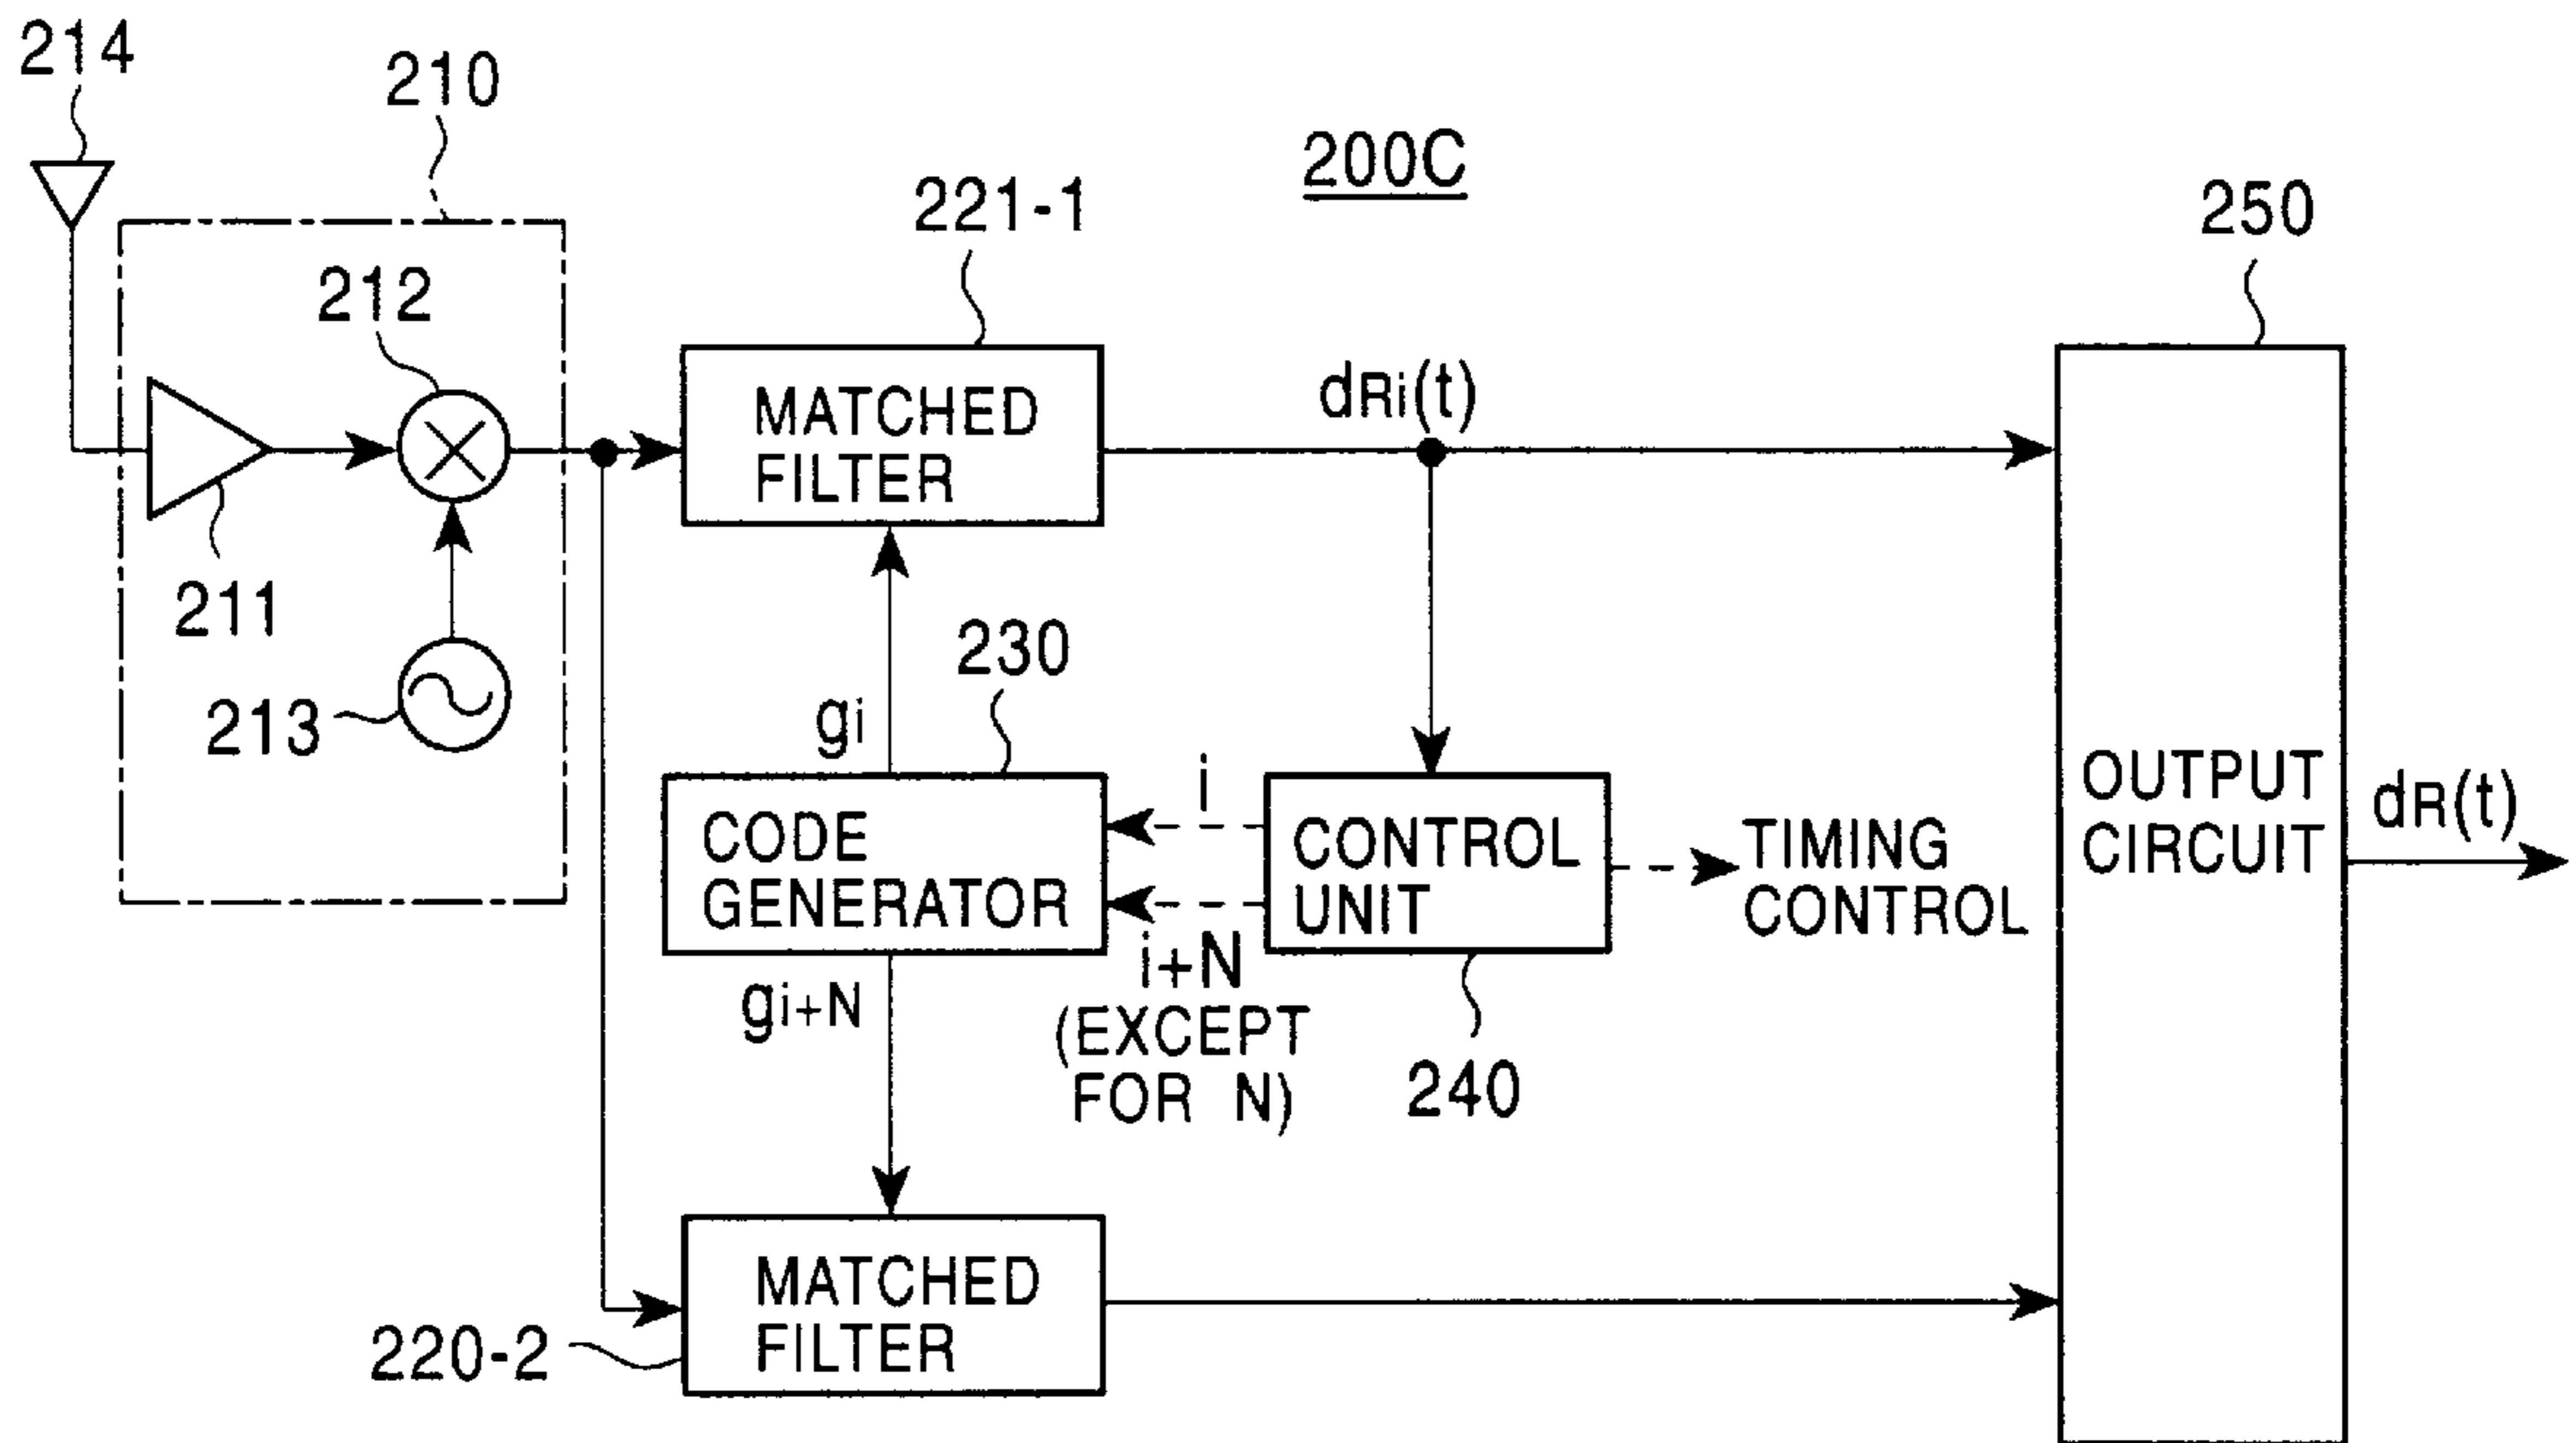 214
210
200C
221-1
250
212
MATCHED
FILTER
dRi(t)
211
230
213
gi
i
CODE
GENERATOR
CONTROL
UNIT
TIMING
CONTROL
OUTPUT
CIRCUIT
dR(t)
gi+N
i+N
(EXCEPT
FOR N)
240
MATCHED
FILTER
220-2